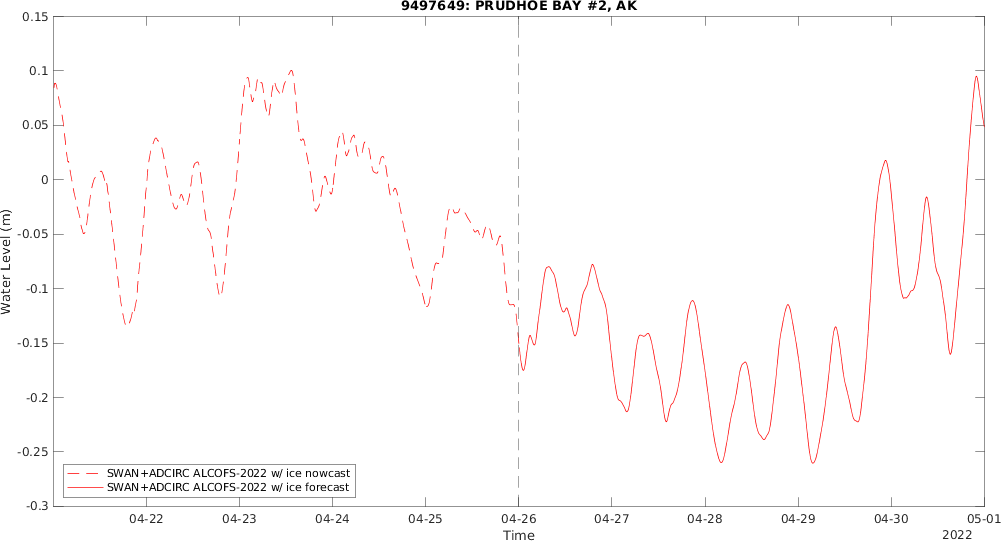 9497649: PRUDHOE BAY #2, AK
0.15
0.1
0.05
0
-0.05
-0.1
-0.15
-0.2
-0.25
-0.3
Water Level (m)
SWAN+ADCIRC ALCOFS-2022 w/ ice nowcast
SWAN+ADCIRC ALCOFS-2022 w/ ice forecast
04-22 04-23 04-24 04-25 04-26 04-27 04-28 04-29 04-30 05-01
Time
2022